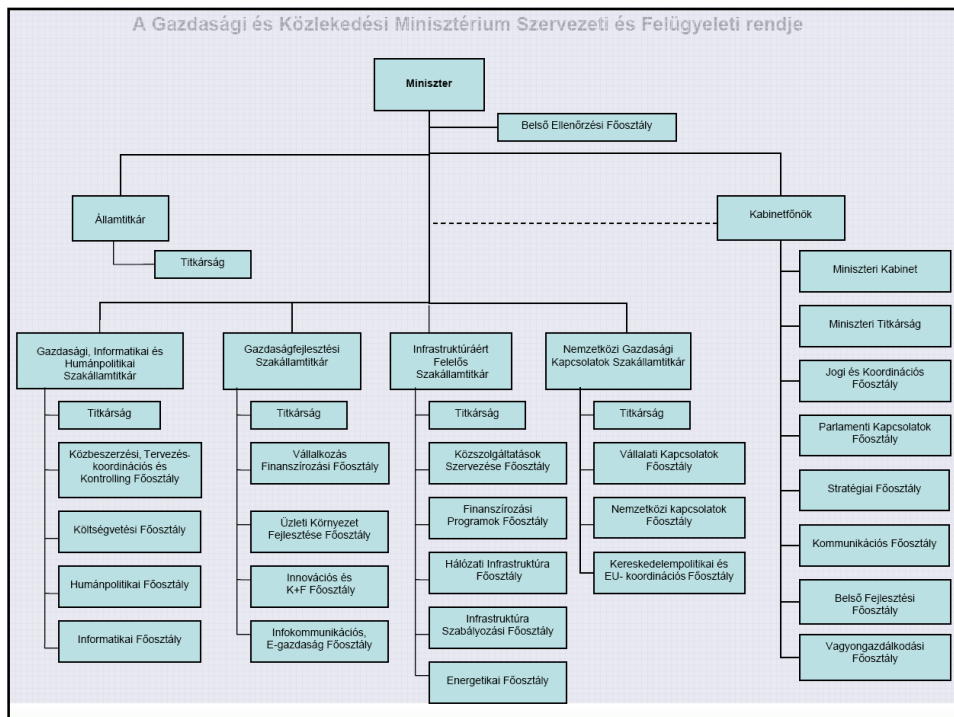 A Gazdasági és Közlekedési Minisztérium Szervezeti és Felügyeleti rendje
Miniszter
Belső Ellenőrzési Főosztály
Államtitkár
Titkárság
Kabinetfőnök
Miniszteri Kabinet
Miniszteri Titkárság
Jogi és Koordinációs
Főosztály
Parlamenti Kapcsolatok
Főosztály
Stratégiai Főosztály
Kommunikációs Főosztály
Belső Fejlesztési
Főosztály
Vagyongazdálkodási
Főosztály
Gazdasági, Informatikai és
Humánpolitikai
Szakállamtitkár
Titkárság
Közbeszerzési, Tervezés-
koordinációs és
Kontrolling Főosztály
Költségvetési Főosztály
Humánpolitikai Főosztály
Informatikai Főosztály
Gazdaságfejlesztési
Szakállamtitkár
Titkárság
Vállalkozás
Finanszírozási Főosztály
Üzleti Környezet
Fejlesztése Főosztály
Innovációs és
K+F Főosztály
Infokommunikációs,
E-gazdaság Főosztály
Infrastruktúráért
Felelős
Szakállamtitkár
Titkárság
Közszolgáltatások
Szervezése Főosztály
Finanszírozási
Programok Főosztály
Hálózati Infrastruktúra
Főosztály
Infrastruktúra
Szabályozási Főosztály
Energetikai Főosztály
Nemzetközi Gazdasági
Kapcsolatok Szakállamtitkár
Titkárság
Vállalati Kapcsolatok
Főosztály
Nemzetközi kapcsolatok
Főosztály
Kereskedelempolitikai és
EU- koordinációs Főosztály